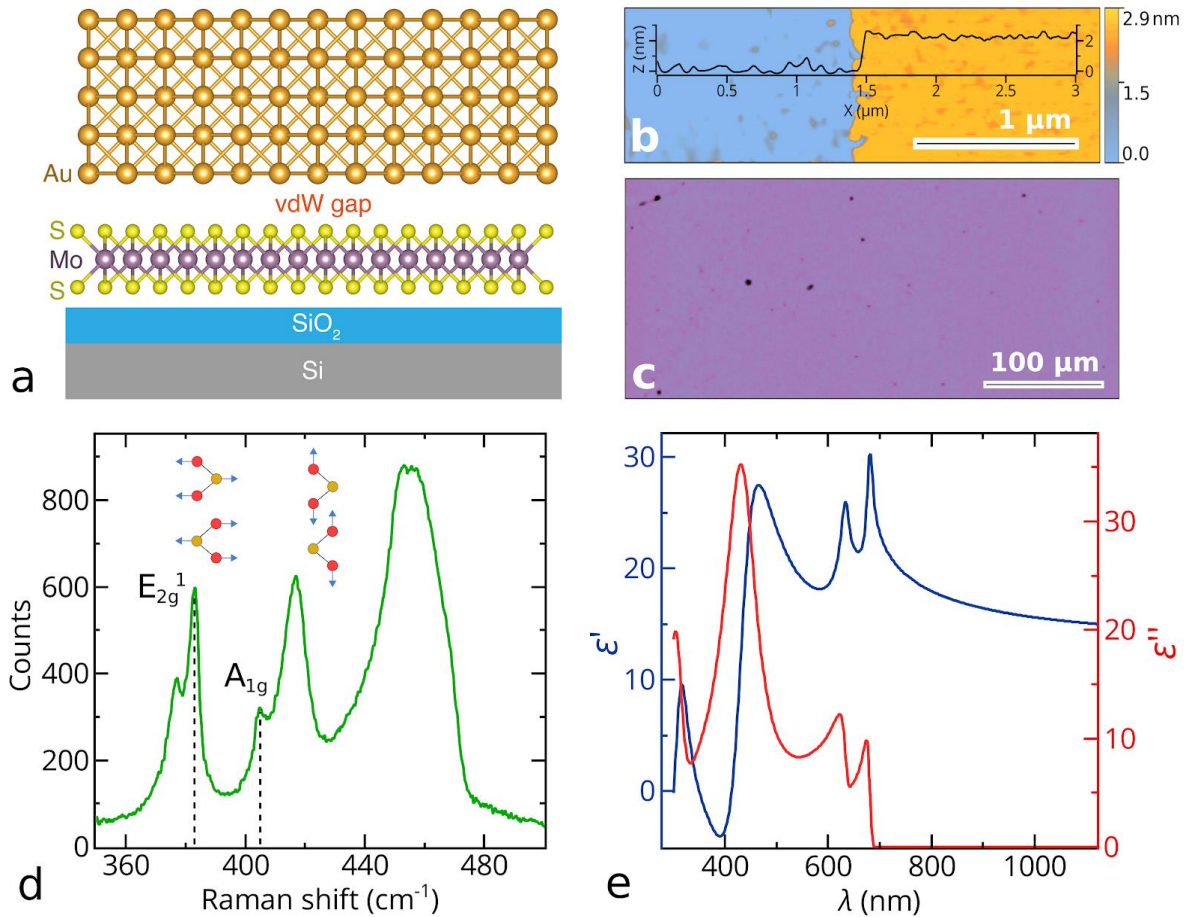 Au
vdW gap
S
Mo
S
SiO₂
Si
a
Z (nm)
2
0
0 0.5 1 1.5 2 2.5 3
X (µm)
1 µm
b
2.9 nm
1.5
0.0
100 µm
c
Counts
800
600
400
200
0
E₂g¹
A₁g
360 400 440 480
Raman shift (cm⁻¹)
d
ε'
30
20
10
0
30
20
10
0
ε''
400 600 800 1000
λ (nm)
e